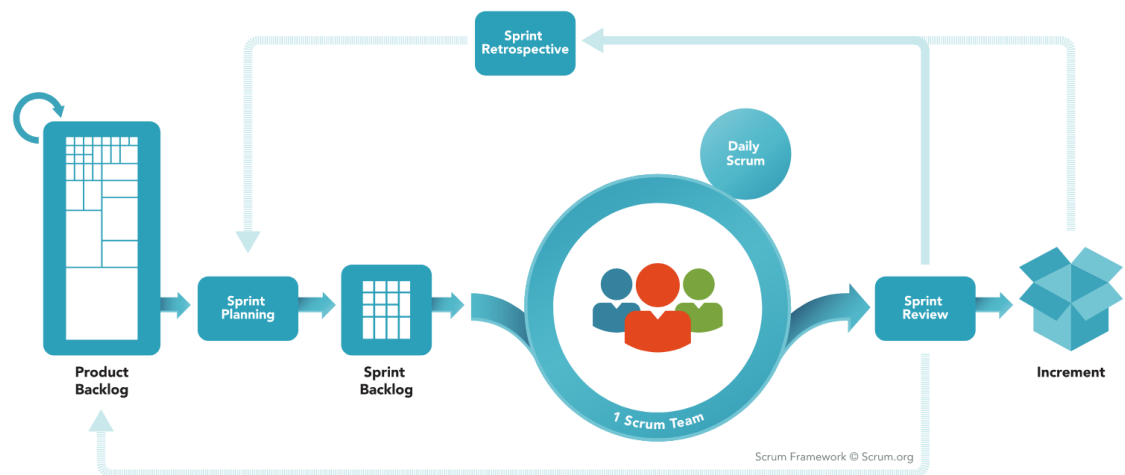 Sprint
Retrospective
Daily
Scrum
Sprint
Planning
Sprint
Review
Product
Backlog
Sprint
Backlog
Increment
1 Scrum Team
Scrum Framework © Scrum.org